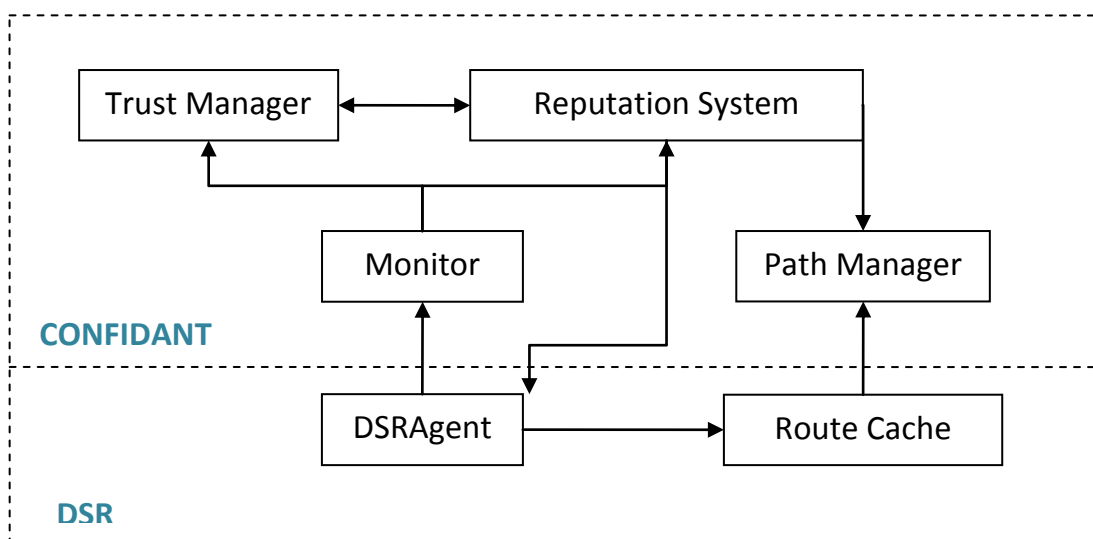 Trust Manager
Reputation System
Monitor
Path Manager
CONFIDANT
DSRAgent
Route Cache
DSR